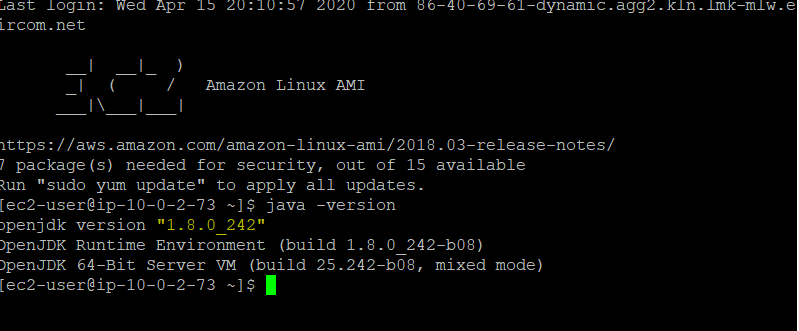 Last login: Wed Apr 15 20:10:57 2020 from 86-40-69-61-dynamic.agg2.kln.lmk-mlw.e
ircom.net
__|  __|_  )
_|  (     /   Amazon Linux AMI
___|\___|___|
https://aws.amazon.com/amazon-linux-ami/2018.03-release-notes/
7 package(s) needed for security, out of 15 available
Run "sudo yum update" to apply all updates.
[ec2-user@ip-10-0-2-73 ~]$ java -version
openjdk version "1.8.0_242"
OpenJDK Runtime Environment (build 1.8.0_242-b08)
OpenJDK 64-Bit Server VM (build 25.242-b08, mixed mode)
[ec2-user@ip-10-0-2-73 ~]$